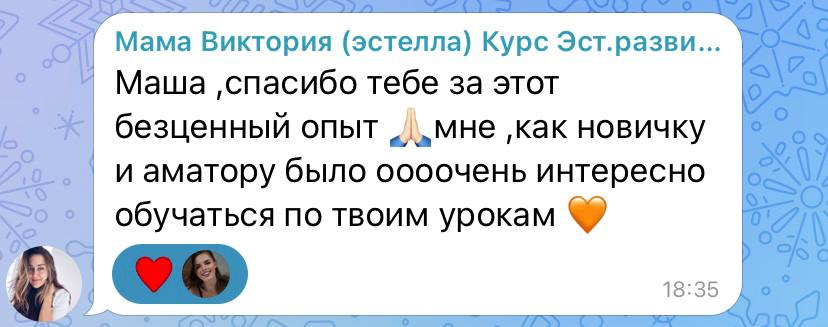 Мама Виктория (эстелла) Курс Эст.разви...
Маша ,спасибо тебе за этот
безценный опыт 🙏🏻мне ,как новичку
и аматору было оооочень интересно
обучаться по твоим урокам 🧡
18:35